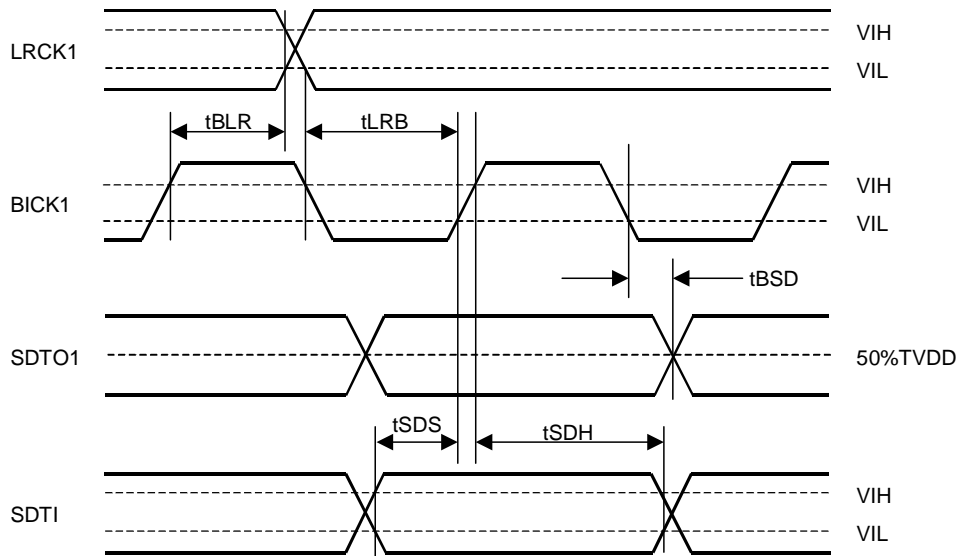 LRCK1
VIH
VIL
tBLR
tLRB
BICK1
VIH
VIL
tBSD
SDTO1
50%TVDD
tSDS
tSDH
SDTI
VIH
VIL